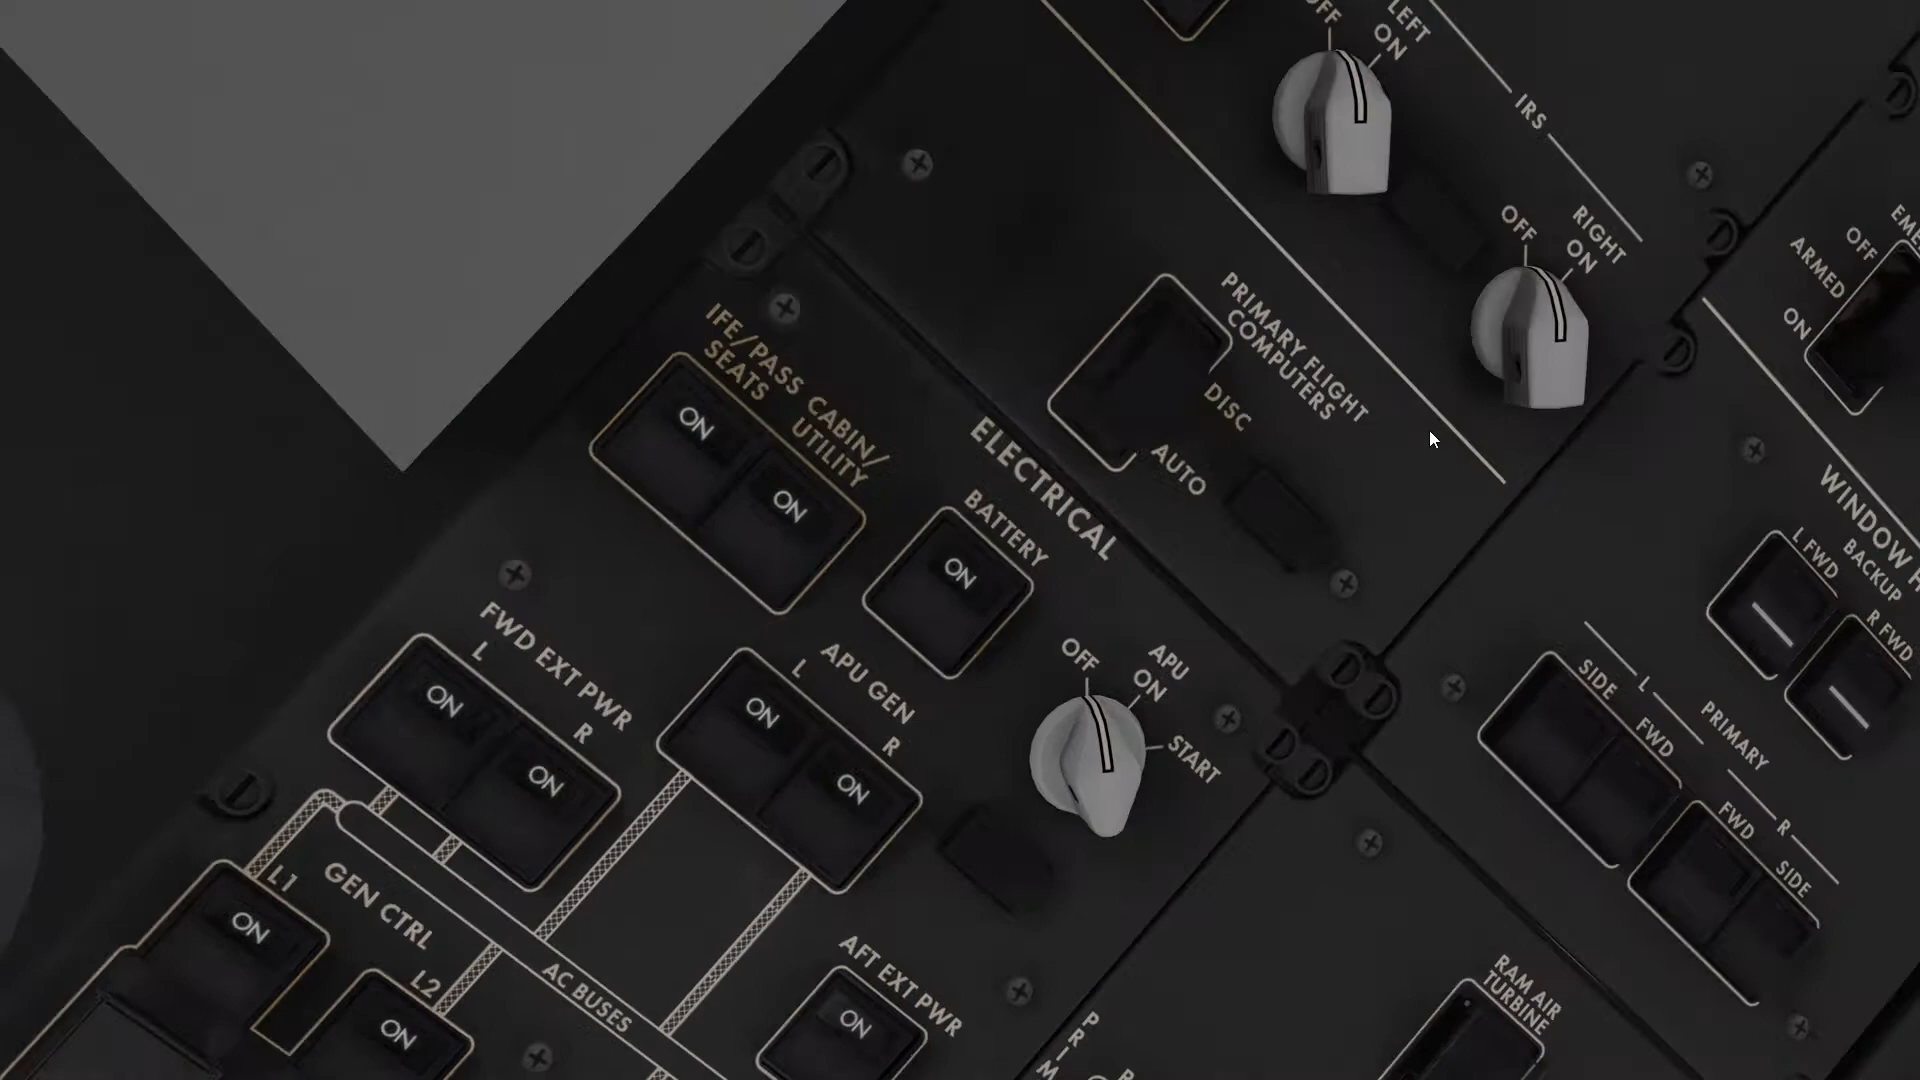 OFF
LEFT
ON
IRS
OFF
RIGHT
ON
OFF
ARMED
ON
PRIMARY FLIGHT
COMPUTERS
DISC
AUTO
IFE/PASS
SEATS
CABIN/
UTILITY
ON
ON
ELECTRICAL
BATTERY
ON
FWD EXT PWR
L
R
ON
ON
APU GEN
L
R
ON
ON
OFF
APU
ON
START
L FWD
BACKUP
R FWD
SIDE
L
FWD
PRIMARY
FWD
R
SIDE
GEN CTRL
L1
ON
L2
ON
AC BUSES
AFT EXT PWR
ON
RAM AIR
TURBINE